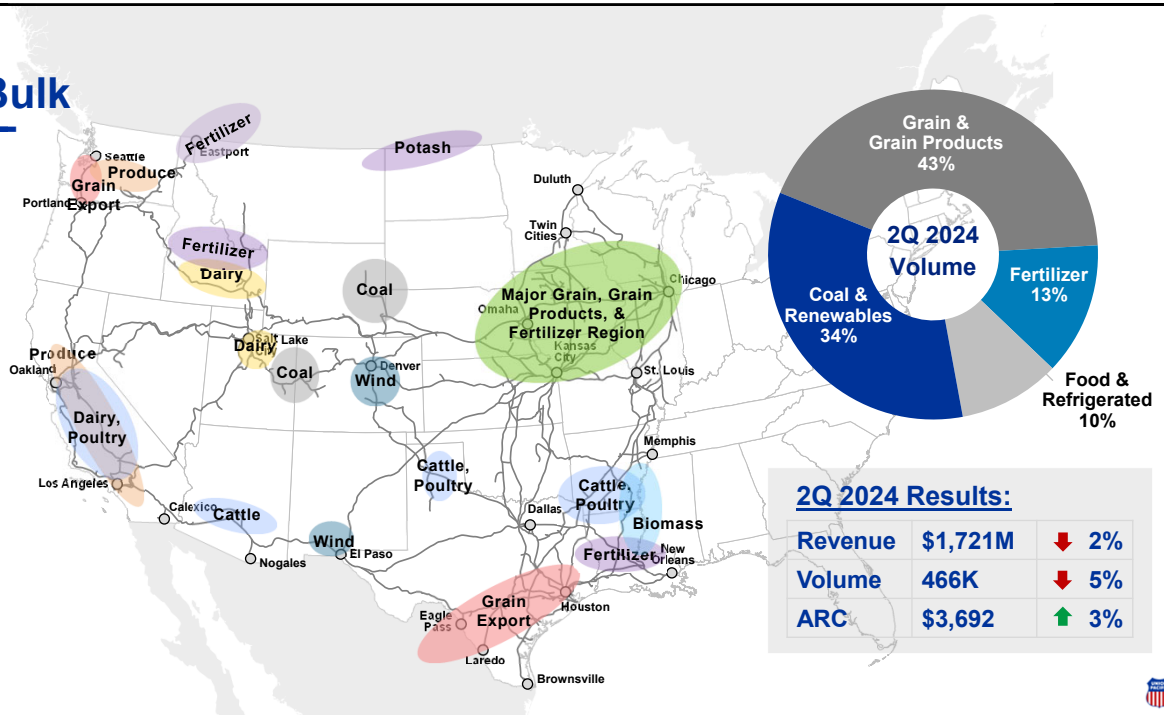 Bulk
Fertilizer
Eastport
Potash
Seattle
Produce
Grain
Export
Portland
Duluth
Twin
Cities
Fertilizer
Dairy
Coal
Major Grain, Grain
Products, &
Fertilizer Region
Omaha
Chicago
Kansas
City
Salt Lake
City
Dairy
Coal
Denver
Wind
St. Louis
Produce
Oakland
Dairy,
Poultry
Los Angeles
Memphis
Cattle,
Poultry
Cattle,
Poultry
Calexico
Cattle
Dallas
Biomass
Wind
El Paso
Nogales
Fertilizer
New
Orleans
Grain
Export
Houston
Eagle
Pass
Laredo
Brownsville
Grain &
Grain Products
43%
2Q 2024
Volume
Fertilizer
13%
Coal &
Renewables
34%
Food &
Refrigerated
10%
2Q 2024 Results:
Revenue $1,721M 2%
Volume 466K 5%
ARC $3,692 3%
UNION
PACIFIC